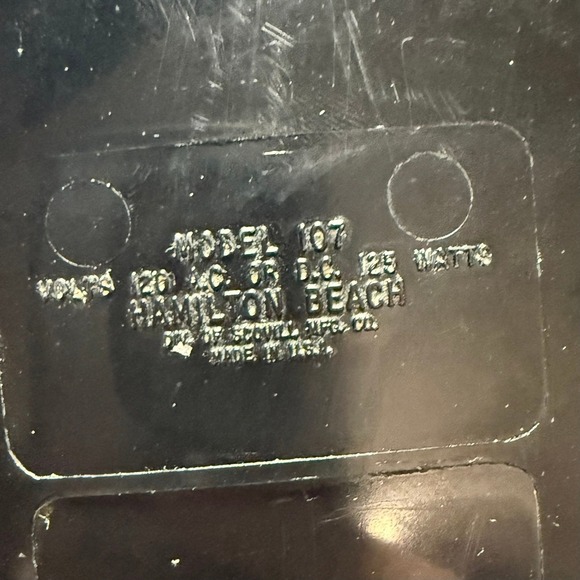 MODEL 107
VOLTS 120 A.C. OR D.C. 125 WATTS
HAMILTON BEACH
DIV. OF SCOVILL MFG. CO.
MADE IN U.S.A.